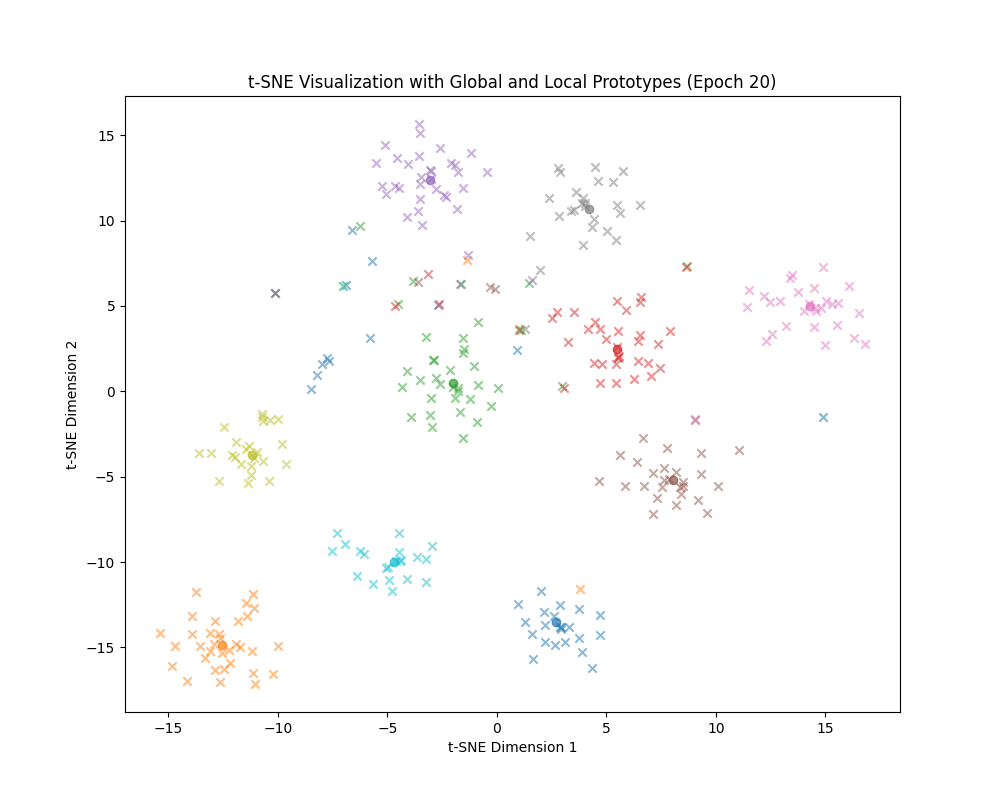 t-SNE Visualization with Global and Local Prototypes (Epoch 20)
15
10
5
0
−5
−10
−15
t-SNE Dimension 2
−15 −10 −5 0 5 10 15
t-SNE Dimension 1